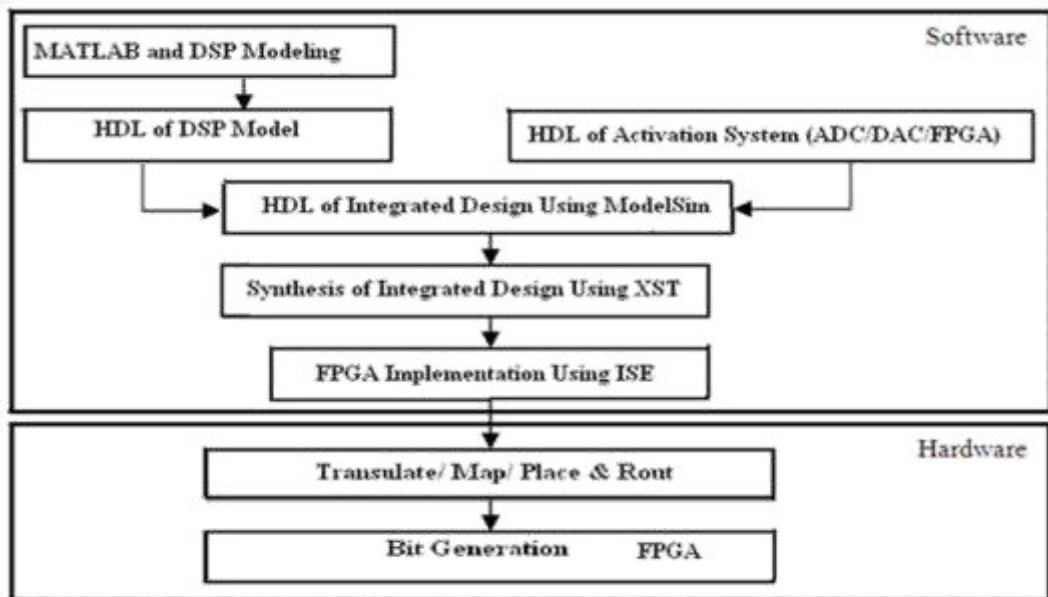 Software
MATLAB and DSP Modeling
HDL of DSP Model
HDL of Activation System (ADC/DAC/FPGA)
HDL of Integrated Design Using ModelSim
Synthesis of Integrated Design Using XST
FPGA Implementation Using ISE
Hardware
Transulate/ Map/ Place & Rout
Bit Generation FPGA